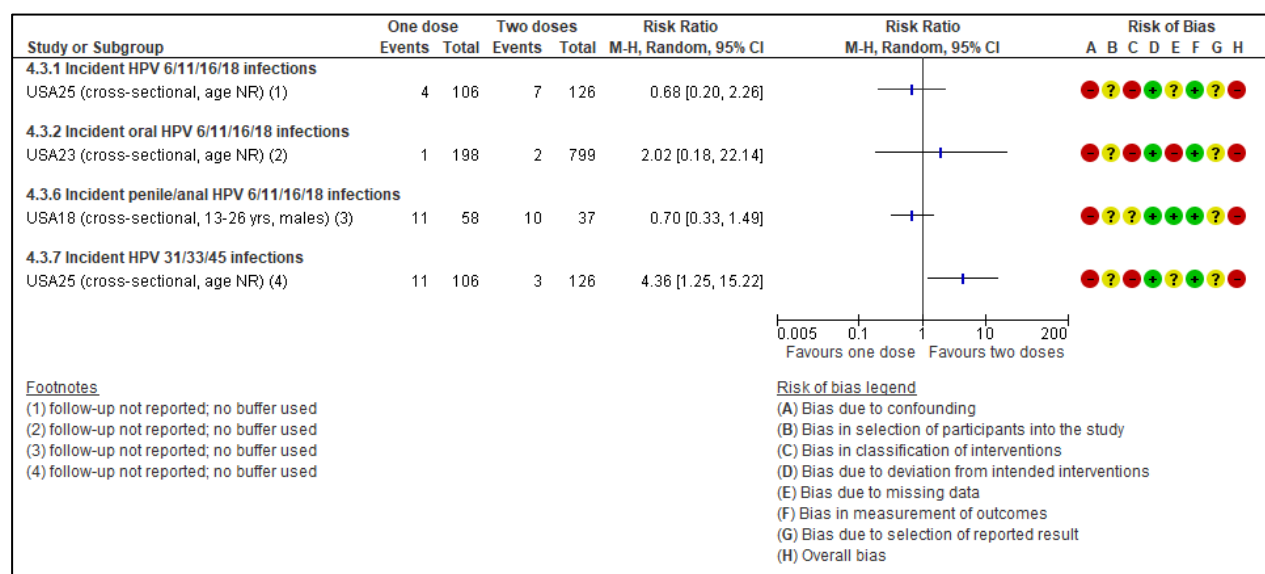 One dose Two doses Risk Ratio Risk Ratio Risk of Bias
Study or Subgroup Events Total Events Total M-H, Random, 95% CI M-H, Random, 95% CI A B C D E F G H
4.3.1 Incident HPV 6/11/16/18 infections
USA25 (cross-sectional, age NR) (1) 4 106 7 126 0.68 [0.20, 2.26] - ? - + ? + ? -
4.3.2 Incident oral HPV 6/11/16/18 infections
USA23 (cross-sectional, age NR) (2) 1 198 2 799 2.02 [0.18, 22.14] - ? - + - + ? -
4.3.6 Incident penile/anal HPV 6/11/16/18 infections
USA18 (cross-sectional, 13-26 yrs, males) (3) 11 58 10 37 0.70 [0.33, 1.49] - ? ? + + + ? -
4.3.7 Incident HPV 31/33/45 infections
USA25 (cross-sectional, age NR) (4) 11 106 3 126 4.36 [1.25, 15.22] - ? - + ? + ? -
0.005 0.1 1 10 200
Favours one dose Favours two doses
Footnotes
(1) follow-up not reported; no buffer used
(2) follow-up not reported; no buffer used
(3) follow-up not reported; no buffer used
(4) follow-up not reported; no buffer used
Risk of bias legend
(A) Bias due to confounding
(B) Bias in selection of participants into the study
(C) Bias in classification of interventions
(D) Bias due to deviation from intended interventions
(E) Bias due to missing data
(F) Bias in measurement of outcomes
(G) Bias due to selection of reported result
(H) Overall bias